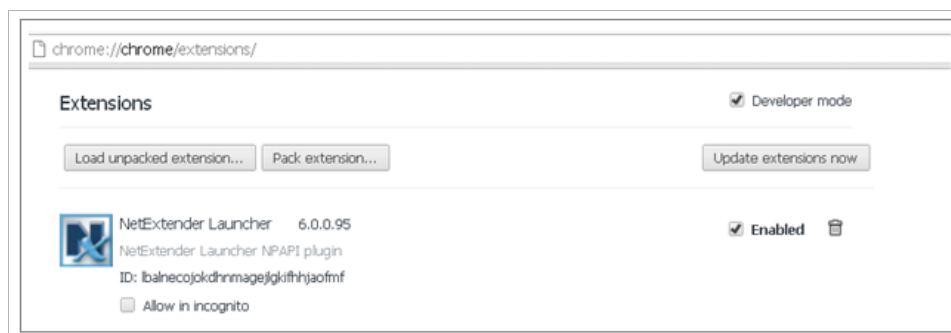 chrome://chrome/extensions/
Extensions
Developer mode
Load unpacked extension... Pack extension... Update extensions now
NetExtender Launcher 6.0.0.95
Enabled
NetExtender Launcher NPAPI plugin
ID: lbalnecojokdhnmagejlgkifhhjaofmf
Allow in incognito